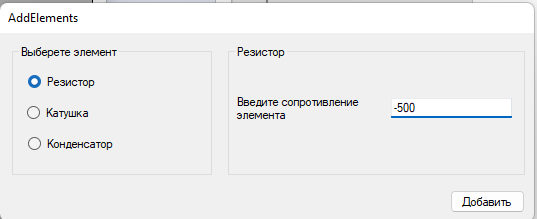 AddElements
Выберете элемент
Резистор
Катушка
Конденсатор
Резистор
Введите сопротивление
элемента
-500
Добавить